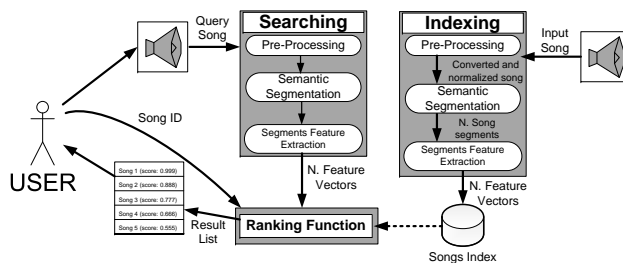 Query
Song
Searching
Pre-Processing
Semantic
Segmentation
Segments Feature
Extraction
N. Feature
Vectors
Indexing
Pre-Processing
Converted and
normalized song
Semantic
Segmentation
N. Song
segments
Segments Feature
Extraction
N. Feature
Vectors
Input
Song
Song ID
USER
Song 1 (score: 0.999)
Song 2 (score: 0.888)
Song 3 (score: 0.777)
Song 4 (score: 0.666)
Song 5 (score: 0.555)
Result
List
Ranking Function
Songs Index